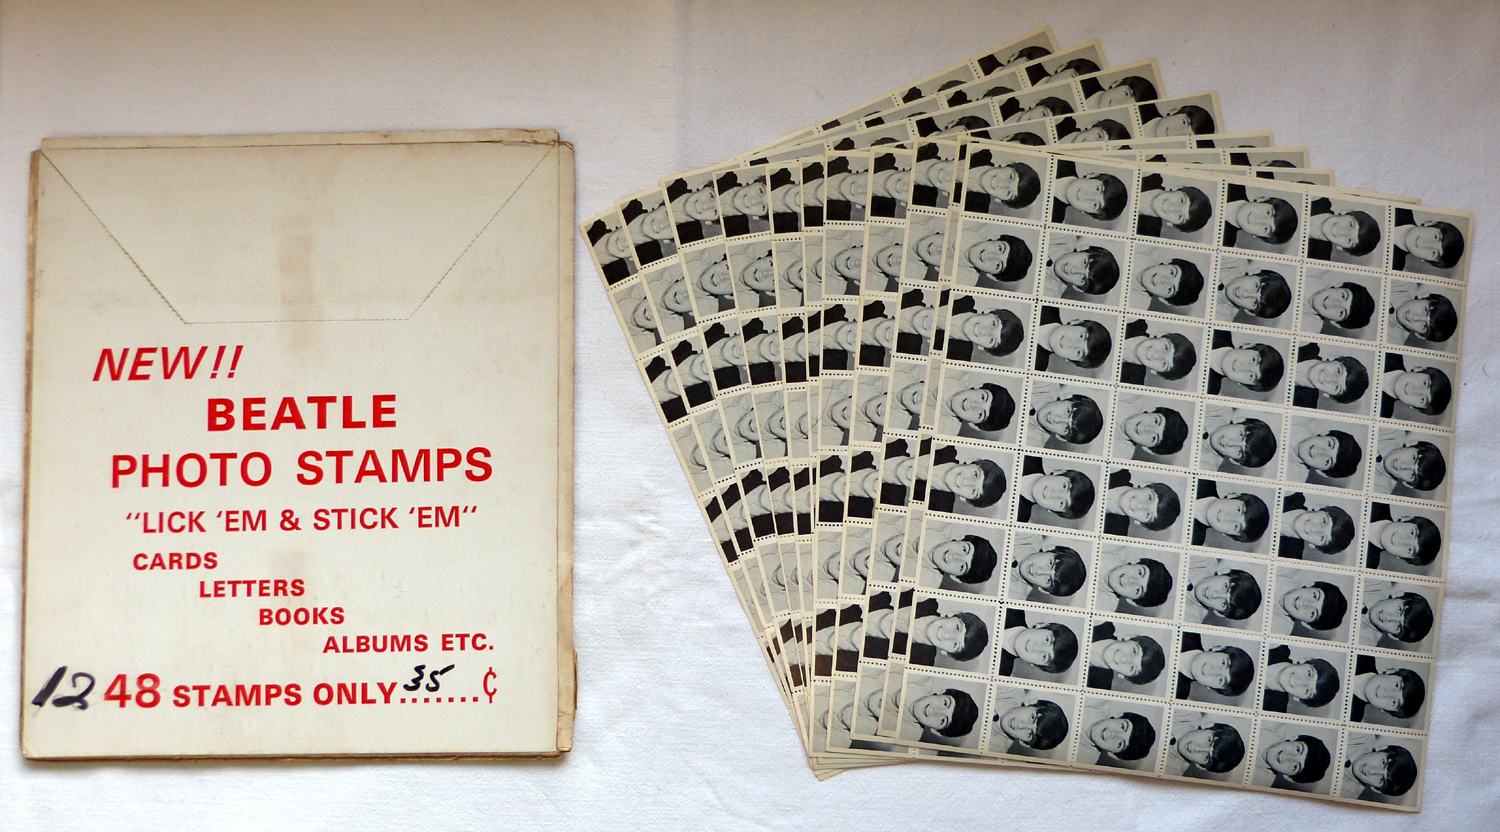 NEW!!
BEATLE
PHOTO STAMPS
"LICK 'EM & STICK 'EM"
CARDS
LETTERS
BOOKS
ALBUMS ETC.
12 48 STAMPS ONLY 35.......¢